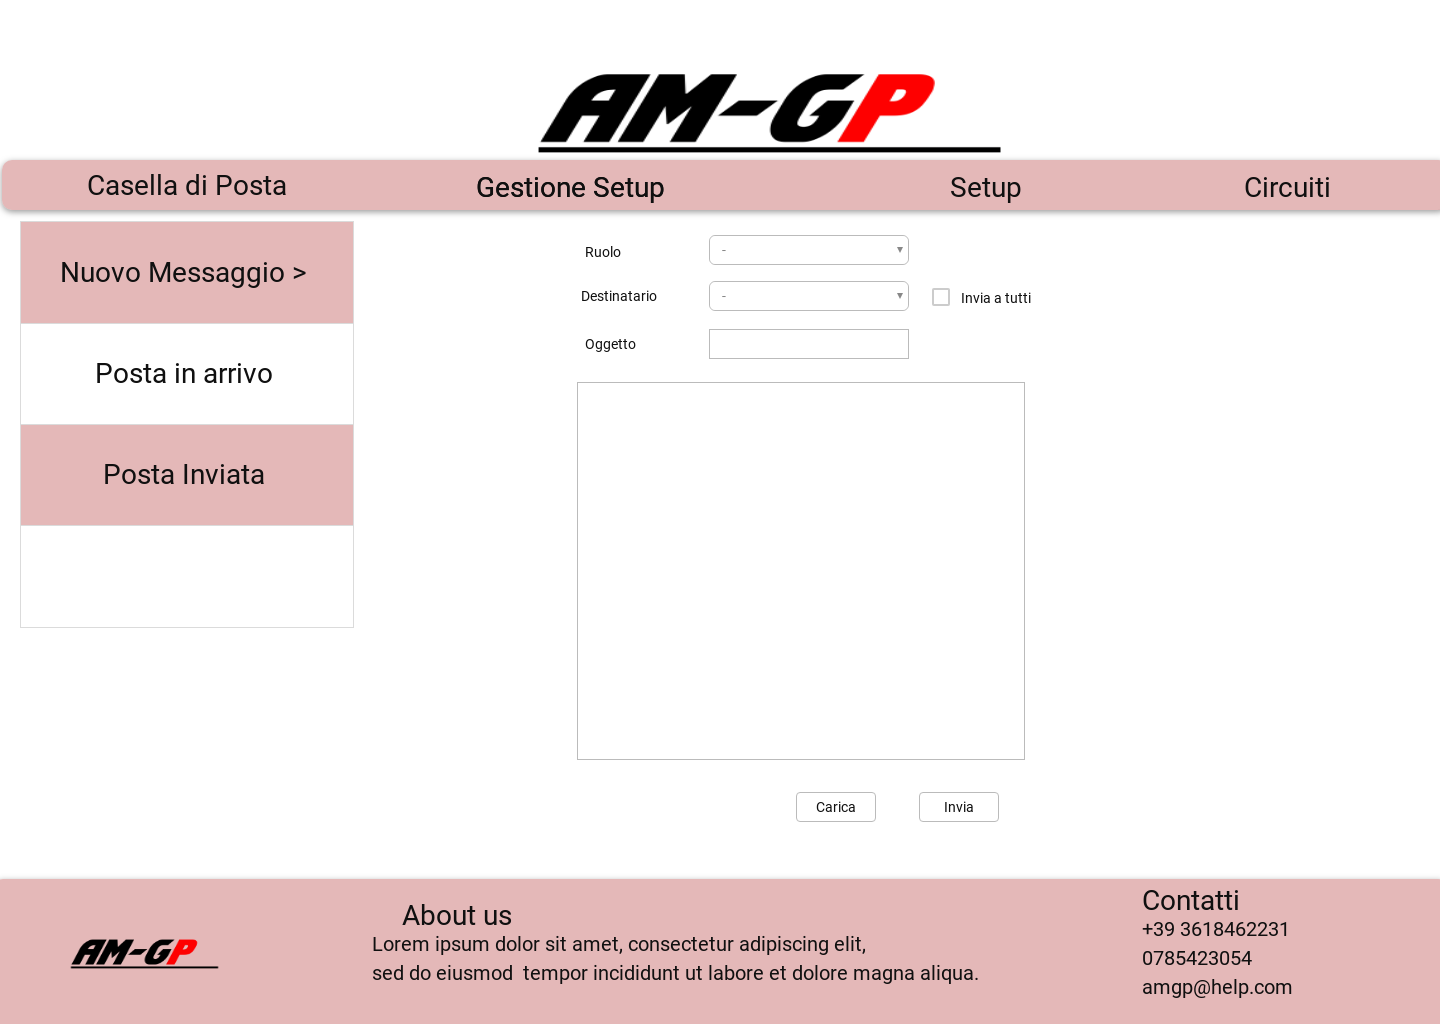 AM-GP
Casella di Posta
Gestione Setup
Setup
Circuiti
Nuovo Messaggio >
Posta in arrivo
Posta Inviata
Ruolo
-
Destinatario
-
Invia a tutti
Oggetto
Carica
Invia
AM-GP
About us
Lorem ipsum dolor sit amet, consectetur adipiscing elit,
sed do eiusmod  tempor incididunt ut labore et dolore magna aliqua.
Contatti
+39 3618462231
0785423054
amgp@help.com